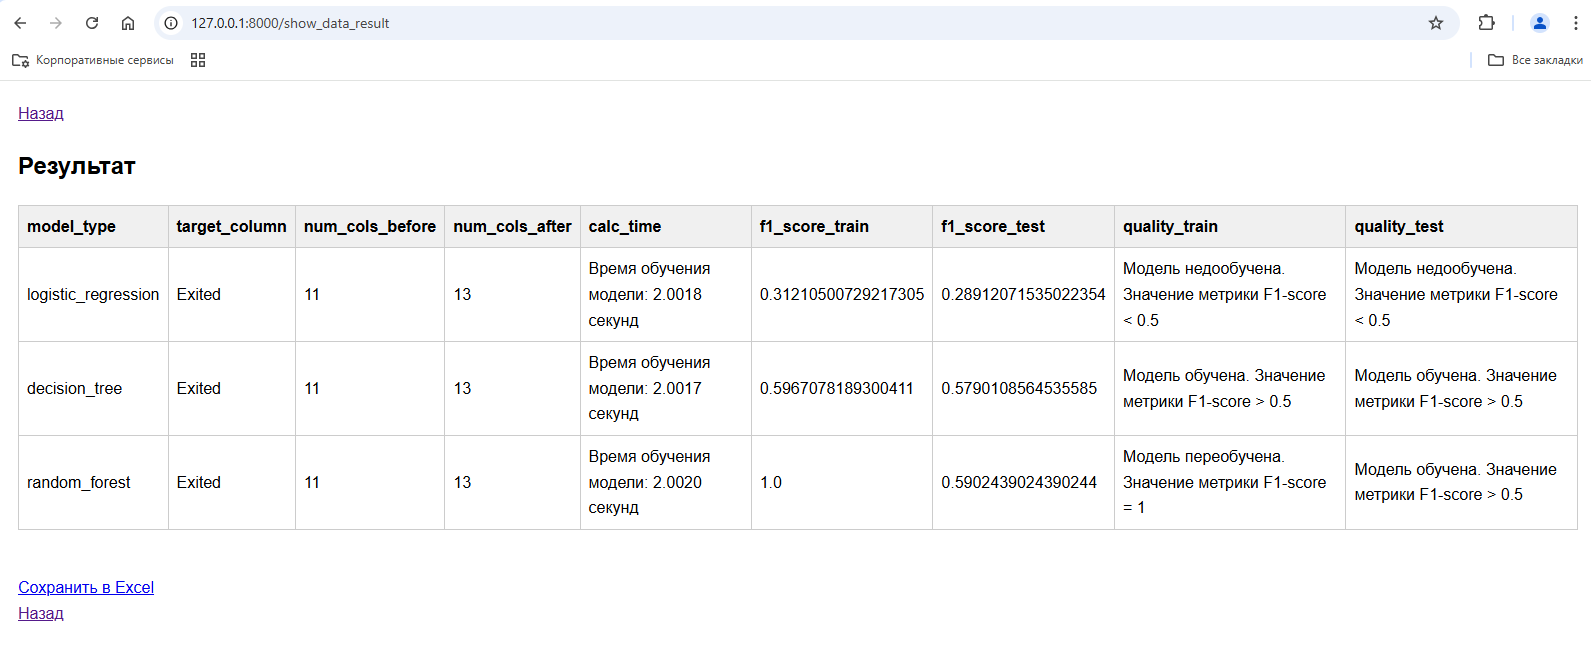 127.0.0.1:8000/show_data_result
Корпоративные сервисы
Все закладки
Назад
Результат
model_type target_column num_cols_before num_cols_after calc_time f1_score_train f1_score_test quality_train quality_test
logistic_regression Exited 11 13 Время обучения модели: 2.0018 секунд 0.31210500729217305 0.28912071535022354 Модель недообучена. Значение метрики F1-score < 0.5 Модель недообучена. Значение метрики F1-score < 0.5
decision_tree Exited 11 13 Время обучения модели: 2.0017 секунд 0.5967078189300411 0.5790108564535585 Модель обучена. Значение метрики F1-score > 0.5 Модель обучена. Значение метрики F1-score > 0.5
random_forest Exited 11 13 Время обучения модели: 2.0020 секунд 1.0 0.5902439024390244 Модель переобучена. Значение метрики F1-score = 1 Модель обучена. Значение метрики F1-score > 0.5
Сохранить в Excel
Назад